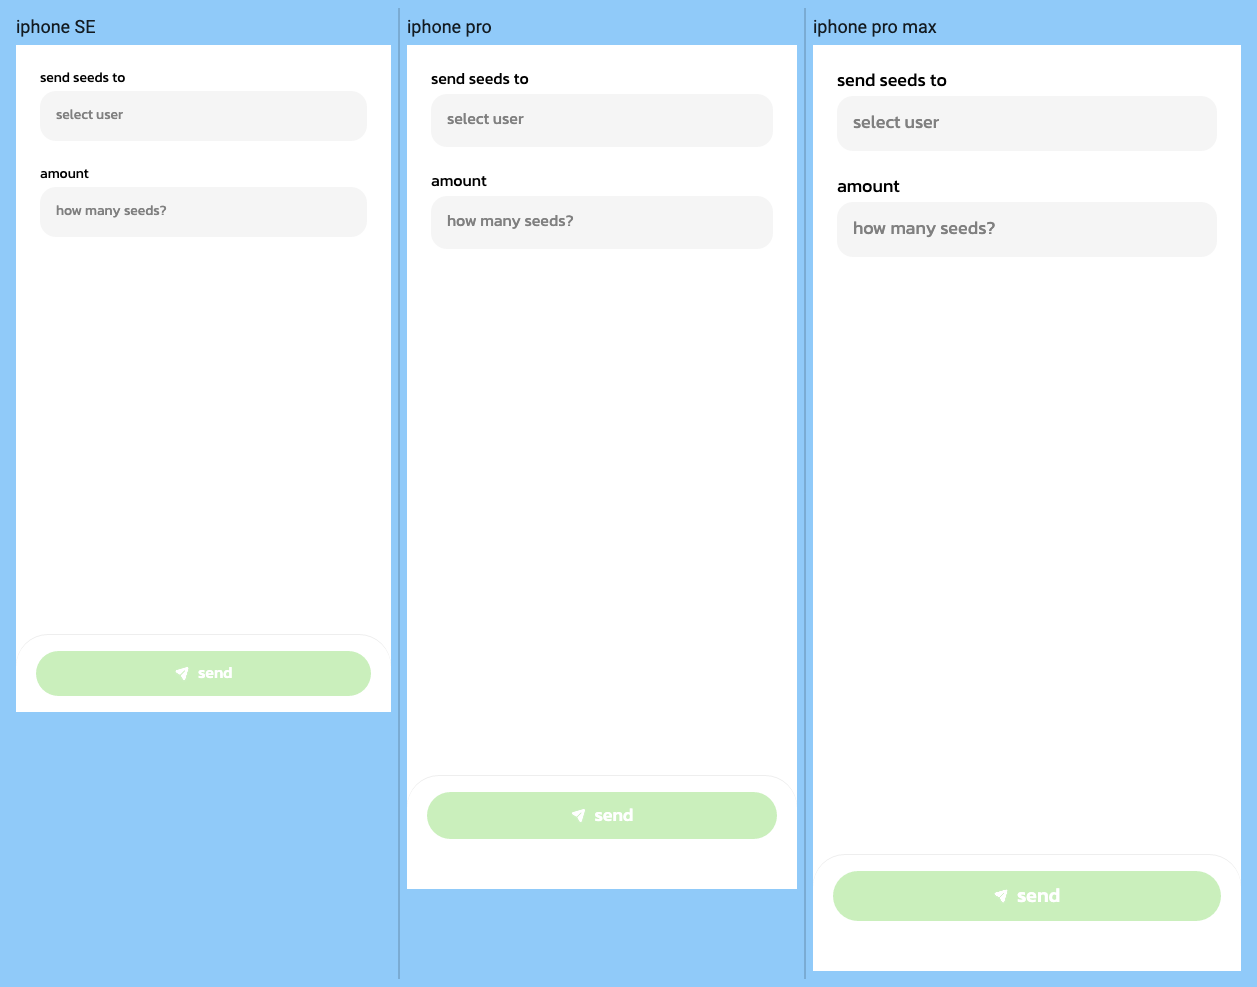 iphone SE
send seeds to
select user
amount
how many seeds?
send
iphone pro
send seeds to
select user
amount
how many seeds?
send
iphone pro max
send seeds to
select user
amount
how many seeds?
send